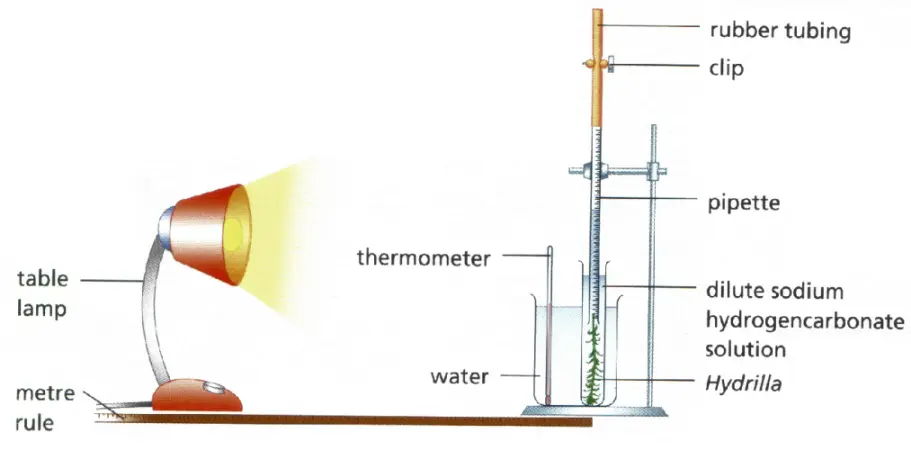 rubber tubing
clip
pipette
thermometer
table
lamp
dilute sodium
hydrogencarbonate
solution
water
Hydrilla
metre
rule